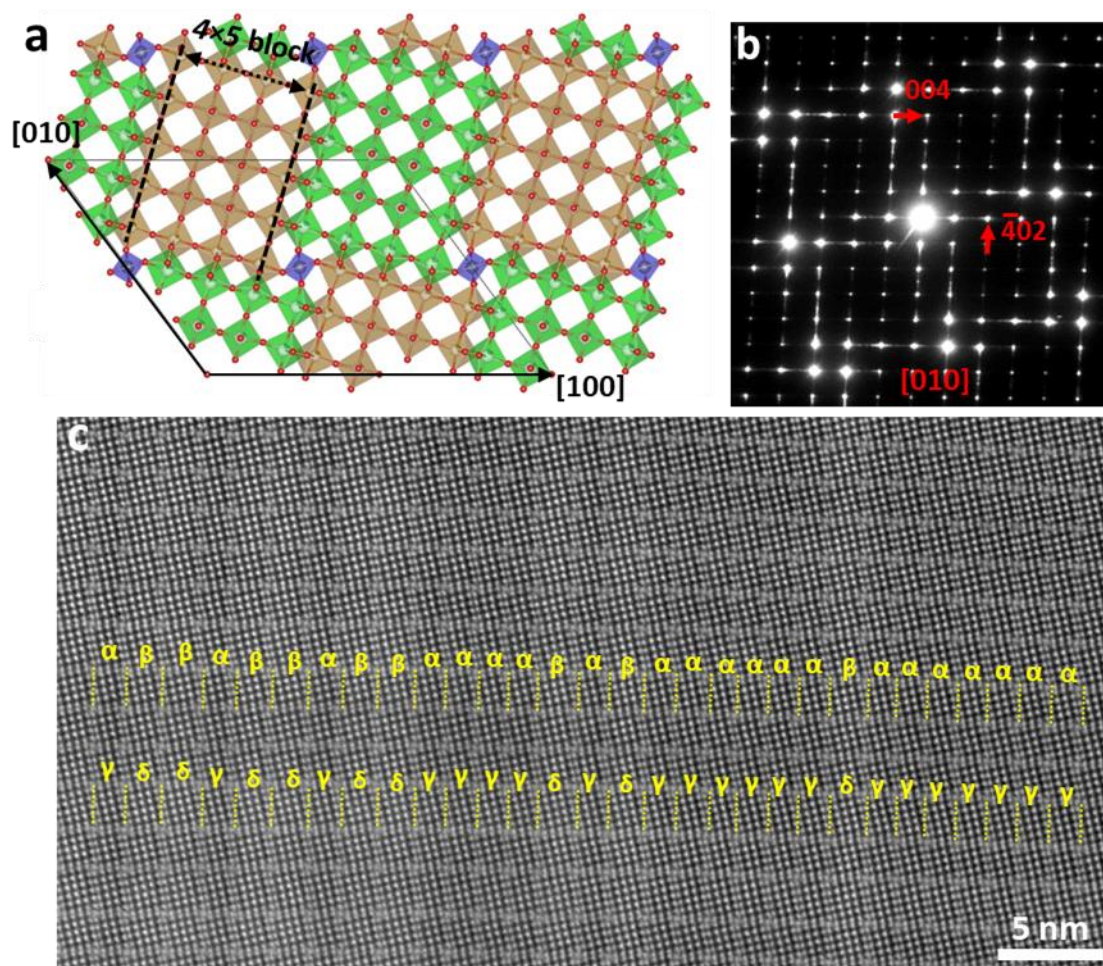 a
4×5 block
[010]
[100]
b
004
4̄02
[010]
c
α β β α β β α β β α α α α β α β α α α α α α β α α α α α α α
γ δ δ γ δ δ γ δ δ γ γ γ γ δ γ δ γ γ γ γ γ γ δ γ γ γ γ γ γ γ
5 nm